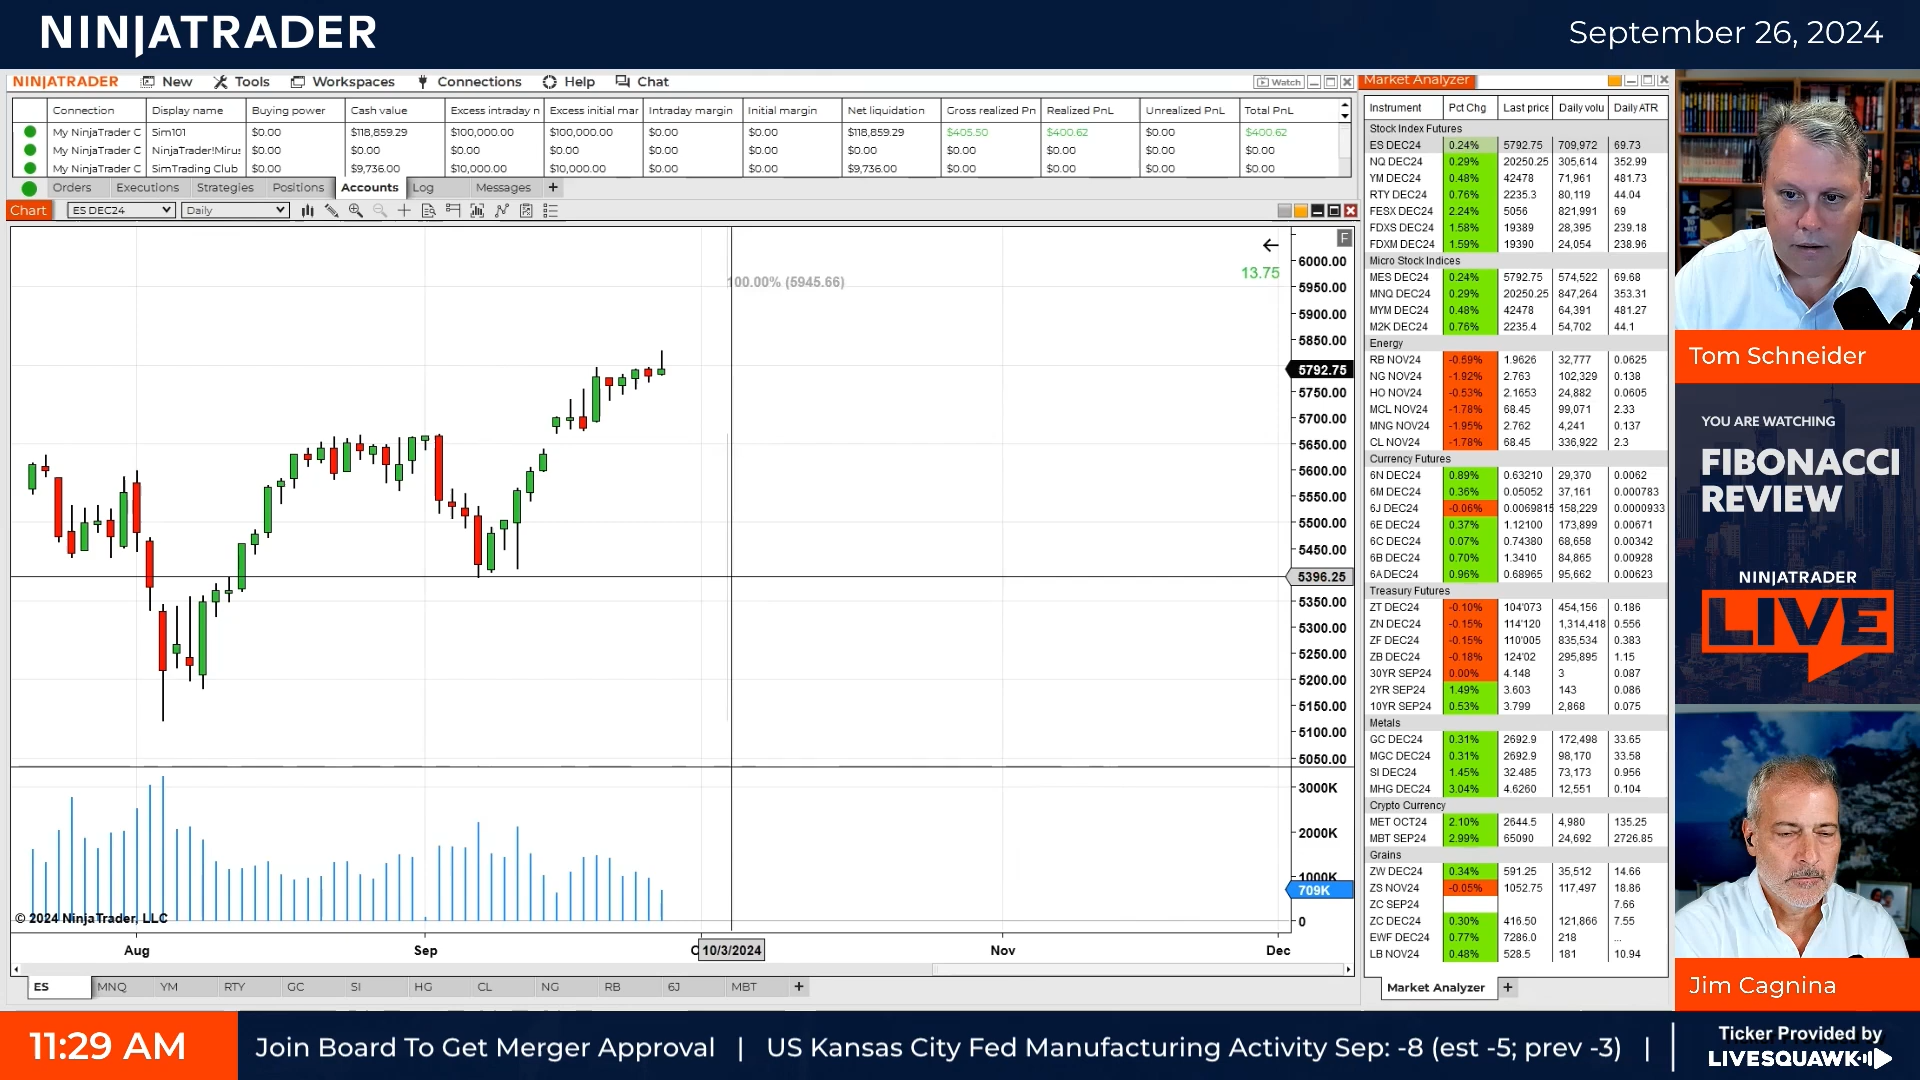 NINJATRADER
September 26, 2024
NINJATRADER New Tools Workspaces Connections Help Chat Watch
Connection Display name Buying power Cash value Excess intraday n Excess initial mar Intraday margin Initial margin Net liquidation Gross realized Pn Realized PnL Unrealized PnL Total PnL
My NinjaTrader C Sim101 $0.00 $118,859.29 $100,000.00 $100,000.00 $0.00 $0.00 $118,859.29 $405.50 $400.62 $0.00 $400.62
My NinjaTrader C NinjaTrader!Mirus $0.00 $0.00 $0.00 $0.00 $0.00 $0.00 $0.00 $0.00 $0.00 $0.00 $0.00
My NinjaTrader C SimTrading Club $0.00 $9,736.00 $10,000.00 $10,000.00 $0.00 $0.00 $9,736.00 $0.00 $0.00 $0.00 $0.00
Orders Executions Strategies Positions Accounts Log Messages +
Chart ES DEC24 Daily
F
13.75
100.00% (5945.66)
6000.00
5950.00
5900.00
5850.00
5792.75
5750.00
5700.00
5650.00
5600.00
5550.00
5500.00
5450.00
5396.25
5350.00
5300.00
5250.00
5200.00
5150.00
5100.00
5050.00
3000K
2000K
1000K
709K
0
© 2024 NinjaTrader, LLC
Aug Sep O 10/3/2024 Nov Dec
ES MNQ YM RTY GC SI HG CL NG RB 6J MBT +
Market Analyzer
Instrument Pct Chg Last price Daily volu Daily ATR
Stock Index Futures
ES DEC24 0.24% 5792.75 709,972 69.73
NQ DEC24 0.29% 20250.25 305,614 352.99
YM DEC24 0.48% 42478 71,961 481.73
RTY DEC24 0.76% 2235.3 80,119 44.04
FESX DEC24 2.24% 5056 821,991 69
FDXS DEC24 1.58% 19389 28,395 239.18
FDXM DEC24 1.59% 19390 24,054 238.96
Micro Stock Indices
MES DEC24 0.24% 5792.75 574,522 69.68
MNQ DEC24 0.29% 20250.25 847,264 353.31
MYM DEC24 0.48% 42478 64,391 481.27
M2K DEC24 0.76% 2235.4 54,702 44.1
Energy
RB NOV24 -0.59% 1.9626 32,777 0.0625
NG NOV24 -1.92% 2.763 102,329 0.138
HO NOV24 -0.53% 2.1653 24,882 0.0605
MCL NOV24 -1.78% 68.45 99,071 2.33
MNG NOV24 -1.95% 2.762 4,241 0.137
CL NOV24 -1.78% 68.45 336,922 2.3
Currency Futures
6N DEC24 0.89% 0.63210 29,370 0.0062
6M DEC24 0.36% 0.05052 37,161 0.000783
6J DEC24 -0.06% 0.0069815 158,229 0.0000933
6E DEC24 0.37% 1.12100 173,899 0.00671
6C DEC24 0.07% 0.74380 68,658 0.00342
6B DEC24 0.70% 1.3410 84,865 0.00928
6A DEC24 0.96% 0.68965 95,662 0.00623
Treasury Futures
ZT DEC24 -0.10% 104'073 454,156 0.186
ZN DEC24 -0.15% 114'120 1,314,418 0.556
ZF DEC24 -0.15% 110'005 835,534 0.383
ZB DEC24 -0.18% 124'02 295,895 1.15
30YR SEP24 0.00% 4.148 3 0.087
2YR SEP24 1.49% 3.603 143 0.086
10YR SEP24 0.53% 3.799 2,868 0.075
Metals
GC DEC24 0.31% 2692.9 172,498 33.65
MGC DEC24 0.31% 2692.9 98,170 33.58
SI DEC24 1.45% 32.485 73,173 0.956
MHG DEC24 3.04% 4.6260 12,551 0.104
Crypto Currency
MET OCT24 2.10% 2644.5 4,980 135.25
MBT SEP24 2.99% 65090 24,692 2726.85
Grains
ZW DEC24 0.34% 591.25 35,512 14.66
ZS NOV24 -0.05% 1052.75 117,497 18.86
ZC SEP24 7.66
ZC DEC24 0.30% 416.50 121,866 7.55
EWF DEC24 0.77% 7286.0 218 ...
LB NOV24 0.48% 528.5 181 10.94
Market Analyzer +
Tom Schneider
YOU ARE WATCHING
FIBONACCI
REVIEW
NINJATRADER
LIVE
Jim Cagnina
11:29 AM
Join Board To Get Merger Approval | US Kansas City Fed Manufacturing Activity Sep: -8 (est -5; prev -3) |
Ticker Provided by
LIVESQUAWK